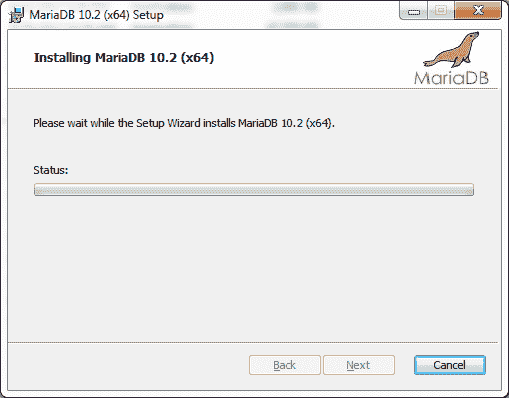 MariaDB 10.2 (x64) Setup
Installing MariaDB 10.2 (x64)
MariaDB
Please wait while the Setup Wizard installs MariaDB 10.2 (x64).
Status:
Back
Next
Cancel